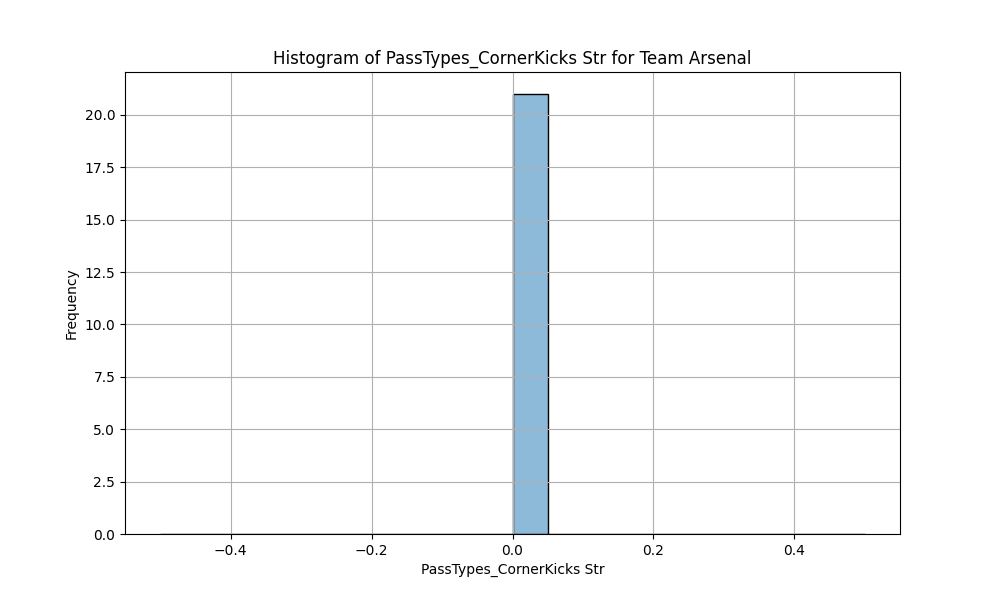 Histogram of PassTypes_CornerKicks Str for Team Arsenal
20.0
17.5
15.0
12.5
10.0
7.5
5.0
2.5
0.0
Frequency
−0.4 −0.2 0.0 0.2 0.4
PassTypes_CornerKicks Str